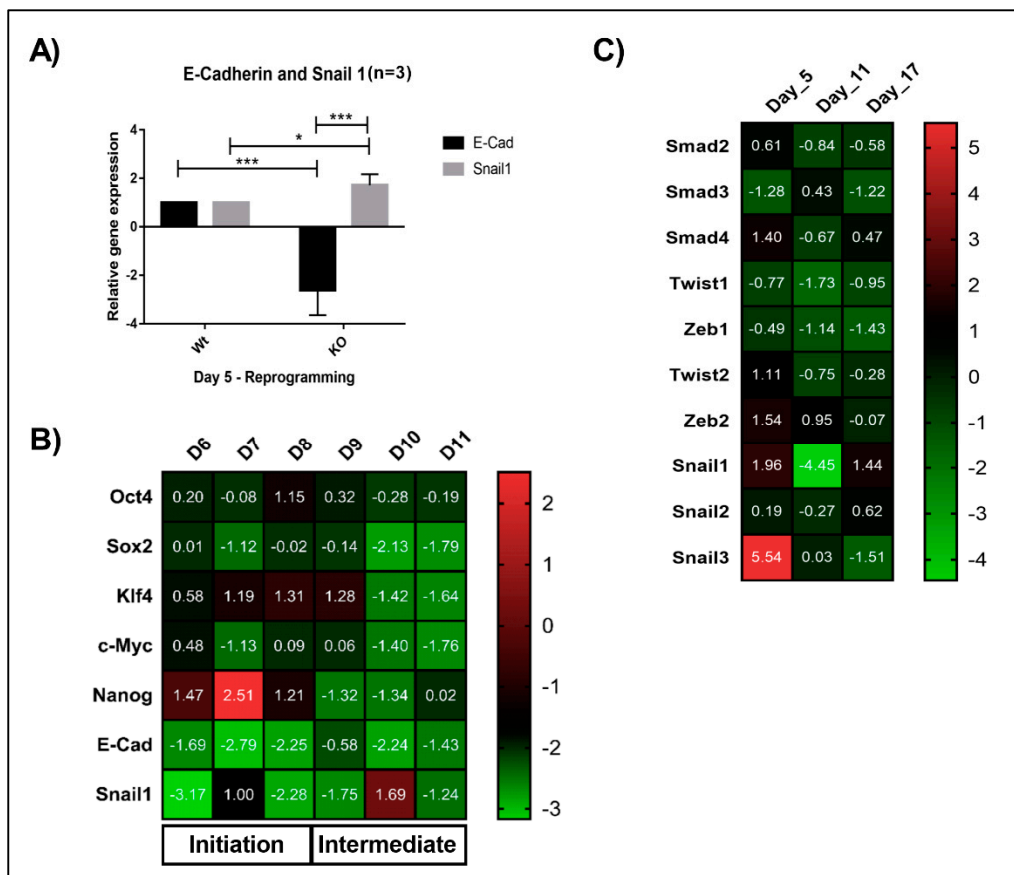 A)
E-Cadherin and Snail 1(n=3)
***
*
***
E-Cad
Snail1
Relative gene expression
4
2
0
-2
-4
Wt
KO
Day 5 - Reprogramming
B)
D6 D7 D8 D9 D10 D11
Oct4 0.20 -0.08 1.15 0.32 -0.28 -0.19
Sox2 0.01 -1.12 -0.02 -0.14 -2.13 -1.79
Klf4 0.58 1.19 1.31 1.28 -1.42 -1.64
c-Myc 0.48 -1.13 0.09 0.06 -1.40 -1.76
Nanog 1.47 2.51 1.21 -1.32 -1.34 0.02
E-Cad -1.69 -2.79 -2.25 -0.58 -2.24 -1.43
Snail1 -3.17 1.00 -2.28 -1.75 1.69 -1.24
Initiation Intermediate
2
1
0
-1
-2
-3
C)
Day_5 Day_11 Day_17
Smad2 0.61 -0.84 -0.58
Smad3 -1.28 0.43 -1.22
Smad4 1.40 -0.67 0.47
Twist1 -0.77 -1.73 -0.95
Zeb1 -0.49 -1.14 -1.43
Twist2 1.11 -0.75 -0.28
Zeb2 1.54 0.95 -0.07
Snail1 1.96 -4.45 1.44
Snail2 0.19 -0.27 0.62
Snail3 5.54 0.03 -1.51
5
4
3
2
1
0
-1
-2
-3
-4